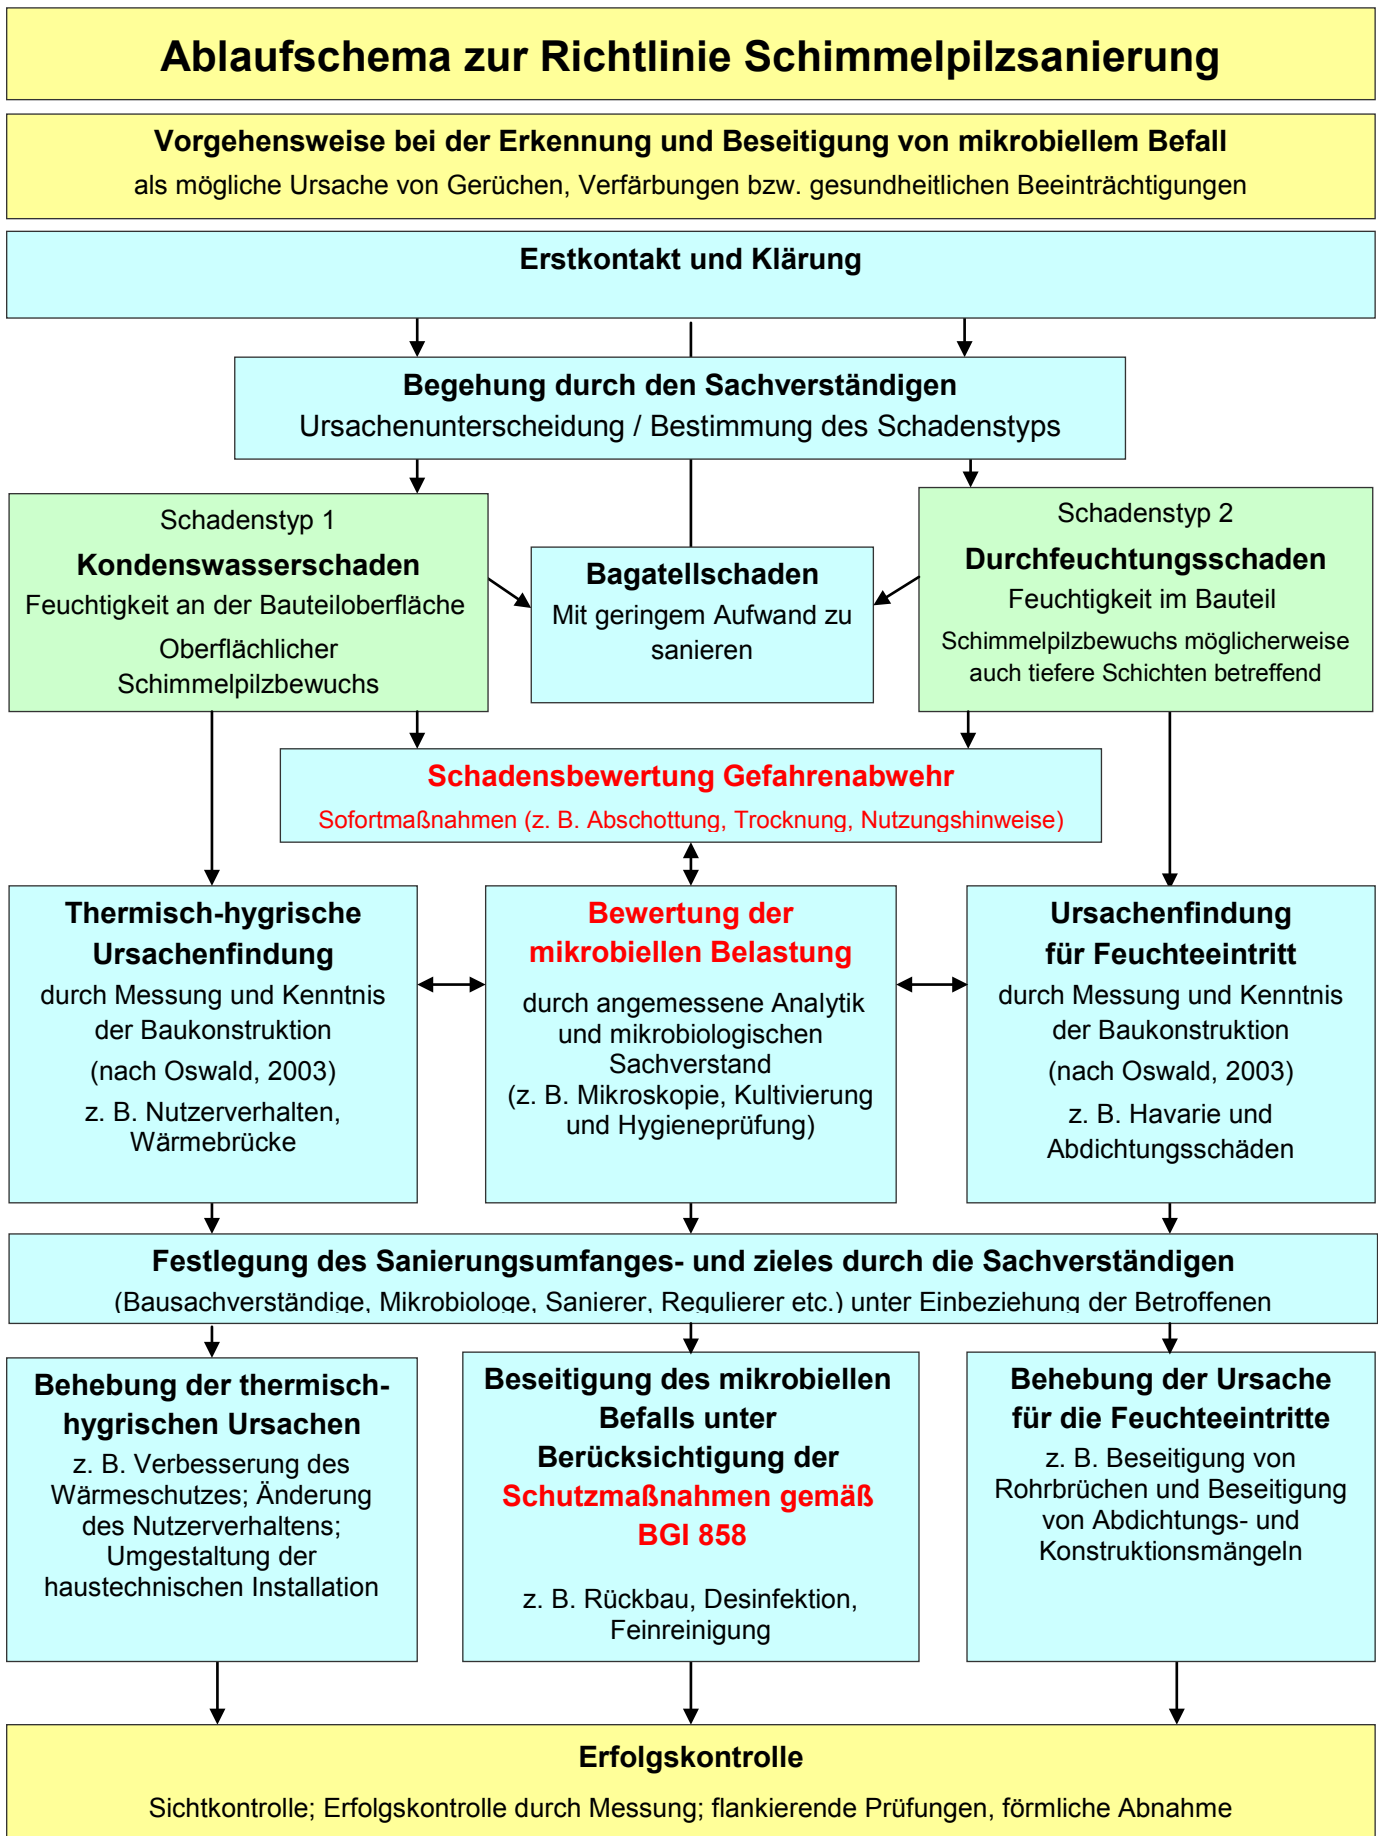 Ablaufschema zur Richtlinie Schimmelpilzsanierung
Vorgehensweise bei der Erkennung und Beseitigung von mikrobiellem Befall
als mögliche Ursache von Gerüchen, Verfärbungen bzw. gesundheitlichen Beeinträchtigungen
Erstkontakt und Klärung
Begehung durch den Sachverständigen
Ursachenunterscheidung / Bestimmung des Schadenstyps
Schadenstyp 1
Kondenswasserschaden
Feuchtigkeit an der Bauteiloberfläche
Oberflächlicher
Schimmelpilzbewuchs
Bagatellschaden
Mit geringem Aufwand zu
sanieren
Schadenstyp 2
Durchfeuchtungsschaden
Feuchtigkeit im Bauteil
Schimmelpilzbewuchs möglicherweise
auch tiefere Schichten betreffend
Schadensbewertung Gefahrenabwehr
Sofortmaßnahmen (z. B. Abschottung, Trocknung, Nutzungshinweise)
Thermisch-hygrische
Ursachenfindung
durch Messung und Kenntnis
der Baukonstruktion
(nach Oswald, 2003)
z. B. Nutzerverhalten,
Wärmebrücke
Bewertung der
mikrobiellen Belastung
durch angemessene Analytik
und mikrobiologischen
Sachverstand
(z. B. Mikroskopie, Kultivierung
und Hygieneprüfung)
Ursachenfindung
für Feuchteeintritt
durch Messung und Kenntnis
der Baukonstruktion
(nach Oswald, 2003)
z. B. Havarie und
Abdichtungsschäden
Festlegung des Sanierungsumfanges- und zieles durch die Sachverständigen
(Bausachverständige, Mikrobiologe, Sanierer, Regulierer etc.) unter Einbeziehung der Betroffenen
Behebung der thermisch-
hygrischen Ursachen
z. B. Verbesserung des
Wärmeschutzes; Änderung
des Nutzerverhaltens;
Umgestaltung der
haustechnischen Installation
Beseitigung des mikrobiellen
Befalls unter
Berücksichtigung der
Schutzmaßnahmen gemäß
BGI 858
z. B. Rückbau, Desinfektion,
Feinreinigung
Behebung der Ursache
für die Feuchteeintritte
z. B. Beseitigung von
Rohrbrüchen und Beseitigung
von Abdichtungs- und
Konstruktionsmängeln
Erfolgskontrolle
Sichtkontrolle; Erfolgskontrolle durch Messung; flankierende Prüfungen, förmliche Abnahme